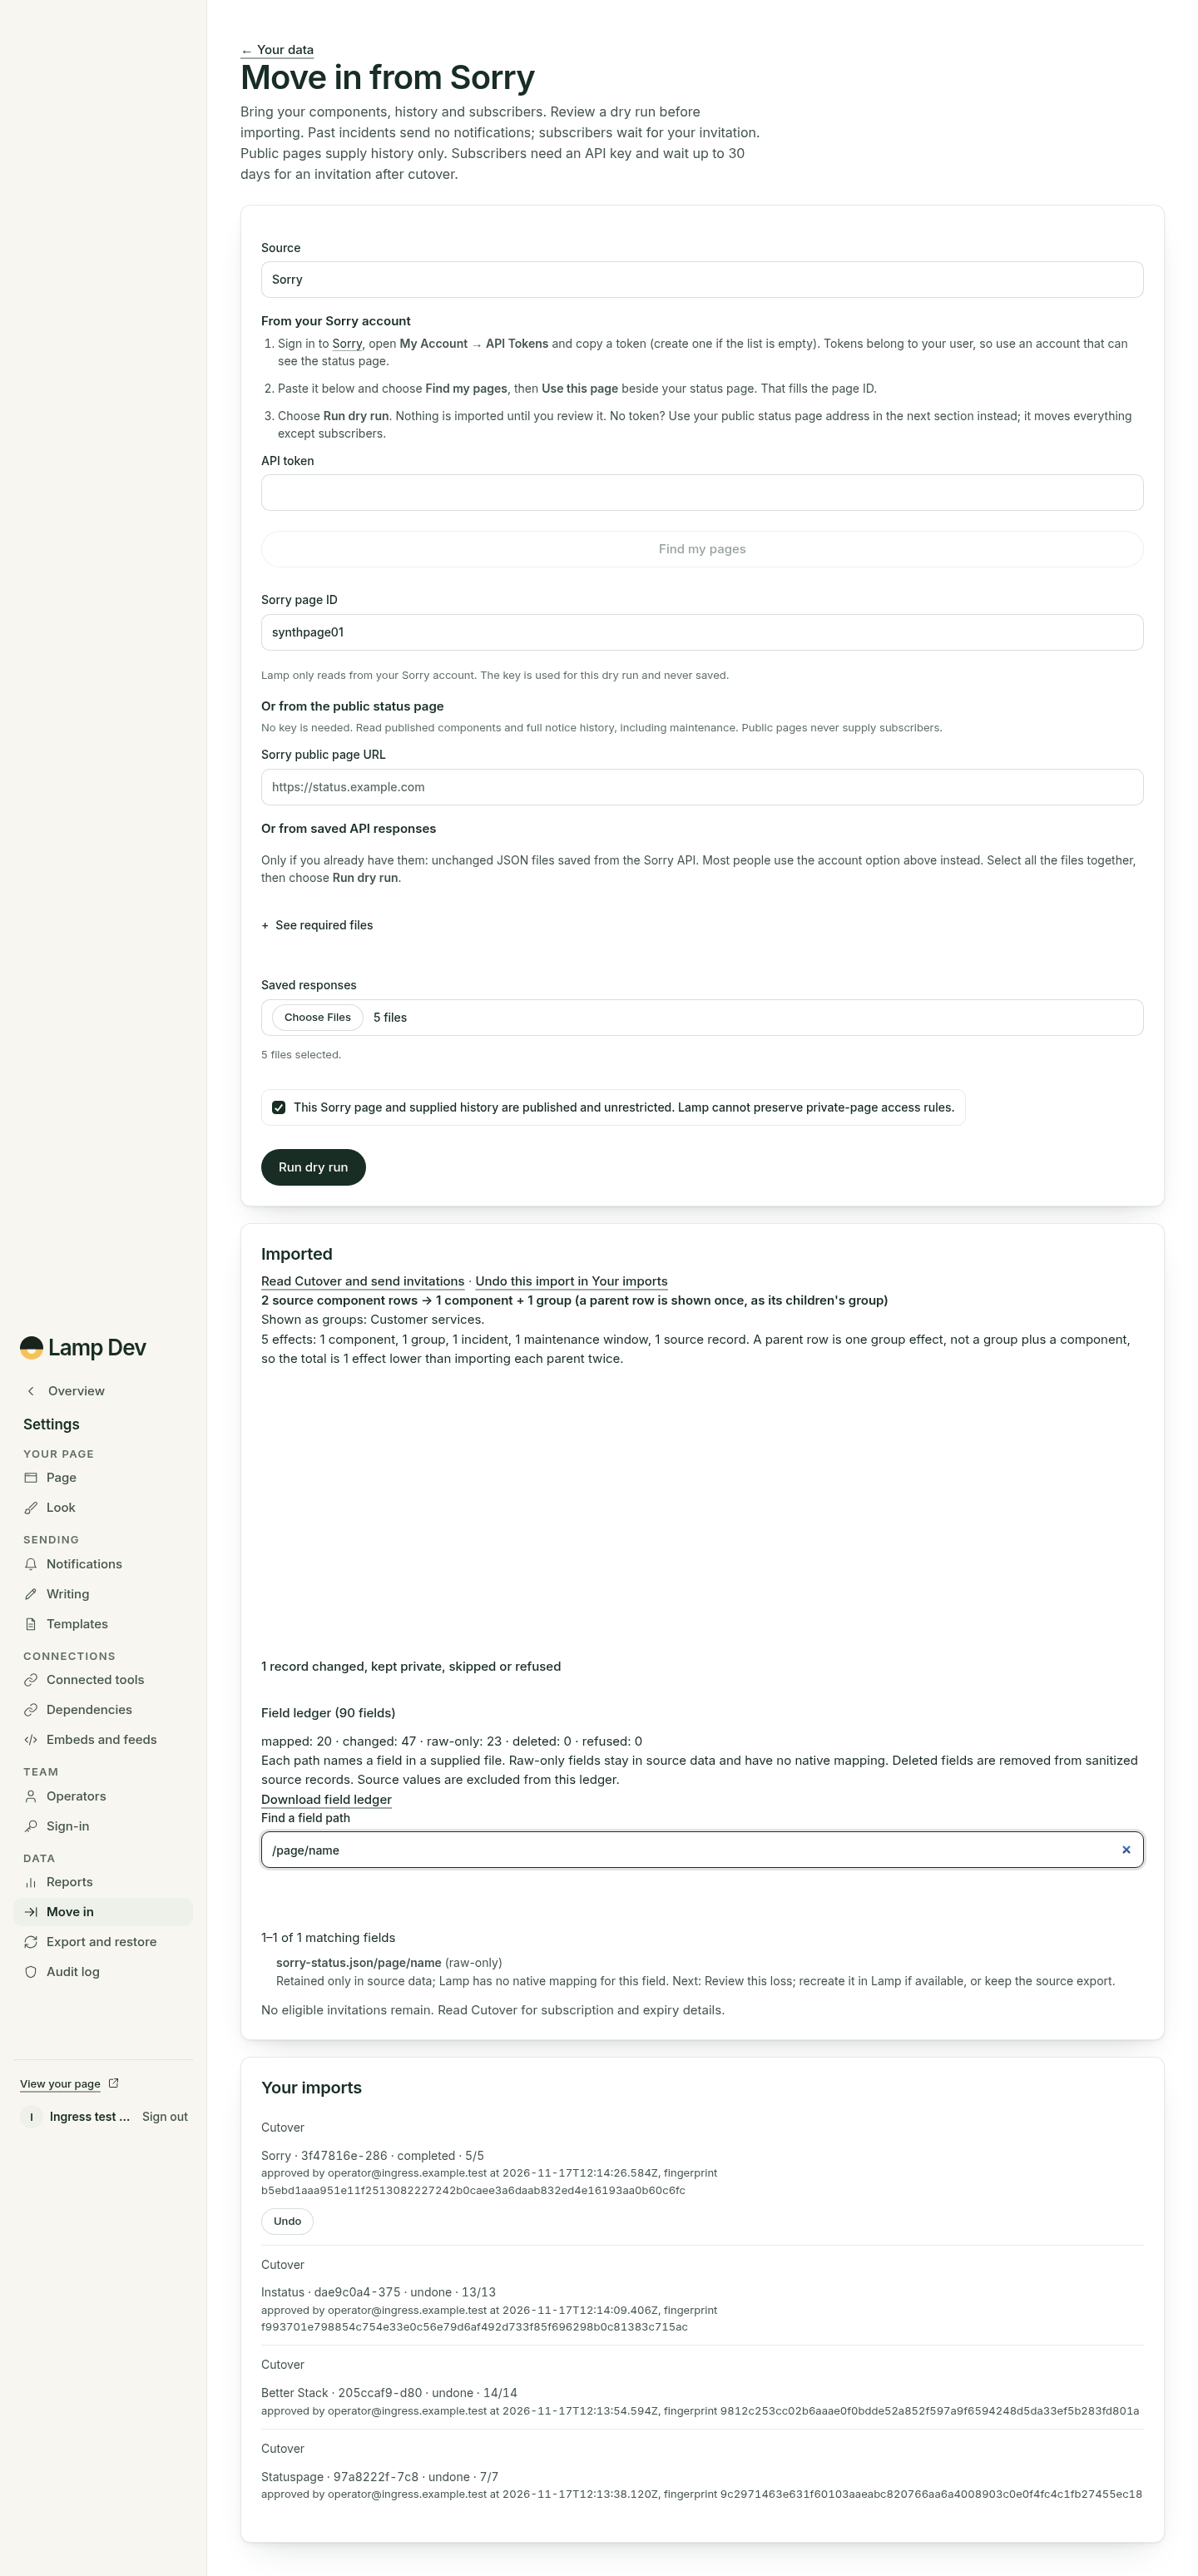 ← Your data
Move in from Sorry
Bring your components, history and subscribers. Review a dry run before
importing. Past incidents send no notifications; subscribers wait for your invitation.
Public pages supply history only. Subscribers need an API key and wait up to 30
days for an invitation after cutover.
Source
Sorry
From your Sorry account
1. Sign in to Sorry, open My Account → API Tokens and copy a token (create one if the list is empty). Tokens belong to your user, so use an account that can
see the status page.
2. Paste it below and choose Find my pages, then Use this page beside your status page. That fills the page ID.
3. Choose Run dry run. Nothing is imported until you review it. No token? Use your public status page address in the next section instead; it moves everything
except subscribers.
API token
Find my pages
Sorry page ID
synthpage01
Lamp only reads from your Sorry account. The key is used for this dry run and never saved.
Or from the public status page
No key is needed. Read published components and full notice history, including maintenance. Public pages never supply subscribers.
Sorry public page URL
https://status.example.com
Or from saved API responses
Only if you already have them: unchanged JSON files saved from the Sorry API. Most people use the account option above instead. Select all the files together,
then choose Run dry run.
+ See required files
Saved responses
Choose Files 5 files
5 files selected.
This Sorry page and supplied history are published and unrestricted. Lamp cannot preserve private-page access rules.
Run dry run
Imported
Read Cutover and send invitations · Undo this import in Your imports
2 source component rows → 1 component + 1 group (a parent row is shown once, as its children's group)
Shown as groups: Customer services.
5 effects: 1 component, 1 group, 1 incident, 1 maintenance window, 1 source record. A parent row is one group effect, not a group plus a component,
so the total is 1 effect lower than importing each parent twice.
1 record changed, kept private, skipped or refused
Field ledger (90 fields)
mapped: 20 · changed: 47 · raw-only: 23 · deleted: 0 · refused: 0
Each path names a field in a supplied file. Raw-only fields stay in source data and have no native mapping. Deleted fields are removed from sanitized
source records. Source values are excluded from this ledger.
Download field ledger
Find a field path
/page/name
1–1 of 1 matching fields
sorry-status.json/page/name (raw-only)
Retained only in source data; Lamp has no native mapping for this field. Next: Review this loss; recreate it in Lamp if available, or keep the source export.
No eligible invitations remain. Read Cutover for subscription and expiry details.
Your imports
Cutover
Sorry · 3f47816e-286 · completed · 5/5
approved by operator@ingress.example.test at 2026-11-17T12:14:26.584Z, fingerprint
b5ebd1aaa951e11f2513082227242b0caee3a6daab832ed4e16193aa0b60c6fc
Undo
Cutover
Instatus · dae9c0a4-375 · undone · 13/13
approved by operator@ingress.example.test at 2026-11-17T12:14:09.406Z, fingerprint
f993701e798854c754e33e0c56e79d6af492d733f85f696298b0c81383c715ac
Cutover
Better Stack · 205ccaf9-d80 · undone · 14/14
approved by operator@ingress.example.test at 2026-11-17T12:13:54.594Z, fingerprint 9812c253cc02b6aaae0f0bdde52a852f597a9f6594248d5da33ef5b283fd801a
Cutover
Statuspage · 97a8222f-7c8 · undone · 7/7
approved by operator@ingress.example.test at 2026-11-17T12:13:38.120Z, fingerprint 9c2971463e631f60103aaeabc820766aa6a4008903c0e0f4fc4c1fb27455ec18
Lamp Dev
Overview
Settings
YOUR PAGE
Page
Look
SENDING
Notifications
Writing
Templates
CONNECTIONS
Connected tools
Dependencies
Embeds and feeds
TEAM
Operators
Sign-in
DATA
Reports
Move in
Export and restore
Audit log
View your page
I Ingress test ... Sign out